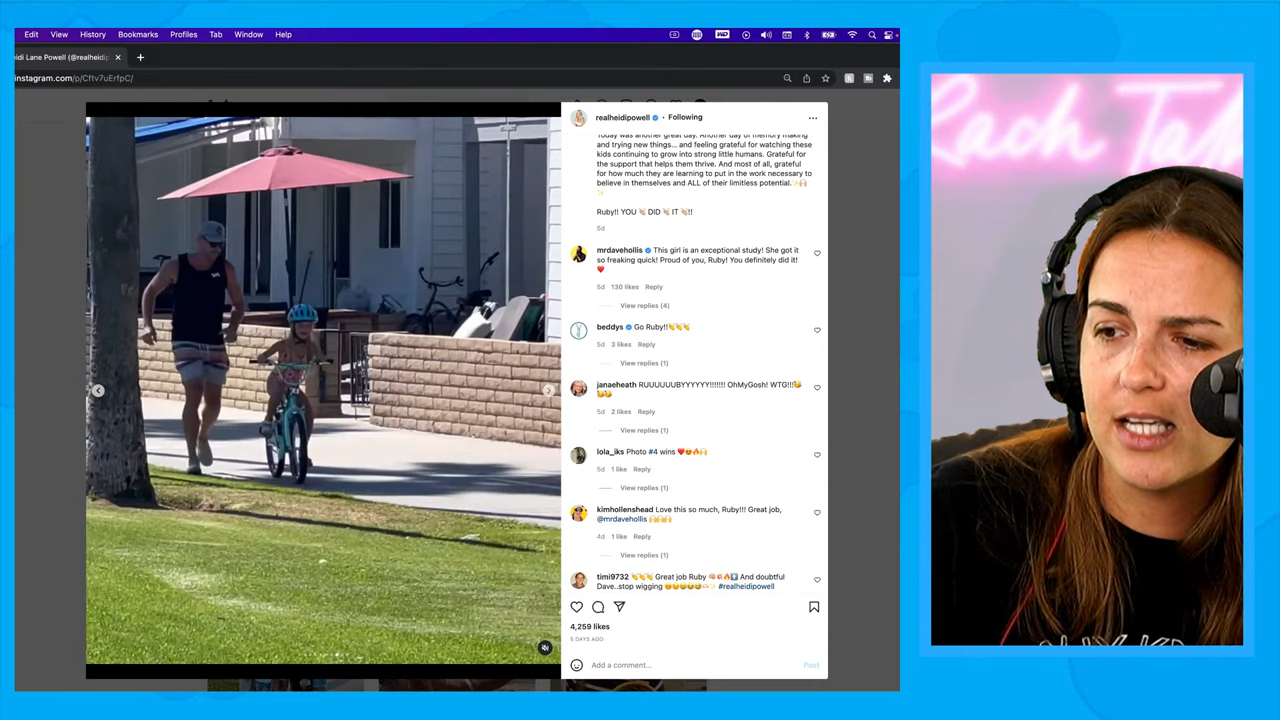 Edit View History Bookmarks Profiles Tab Window Help
eidi Lane Powell (@realheidip
instagram.com/p/Cftv7uErfpC/
realheidipowell • Following
Today was another great day. Another day of memory making
and trying new things... and feeling grateful for watching these
kids continuing to grow into strong little humans. Grateful for
the support that helps them thrive. And most of all, grateful
for how much they are learning to put in the work necessary to
believe in themselves and ALL of their limitless potential.✨🙌🏼
✨
Ruby!! YOU 👏🏼 DID 👏🏼 IT 👏🏼!!
5d
mrdavehollis This girl is an exceptional study! She got it
so freaking quick! Proud of you, Ruby! You definitely did it!
❤️
5d 130 likes Reply
View replies (4)
beddys Go Ruby!!👏👏👏
5d 3 likes Reply
View replies (1)
janaeheath RUUUUUUBYYYYYY!!!!!!! OhMyGosh! WTG!!!
5d 2 likes Reply
View replies (1)
lola_iks Photo #4 wins ❤️😍🔥🙌
5d 1 like Reply
View replies (1)
kimhollenshead Love this so much, Ruby!!! Great job,
@mrdavehollis 🙌🙌🙌
4d 1 like Reply
View replies (1)
timi9732 👏👏👏 Great job Ruby And doubtful
Dave..stop wigging #realheidipowell
4,259 likes
5 DAYS AGO
Add a comment... Post
Rach Tal